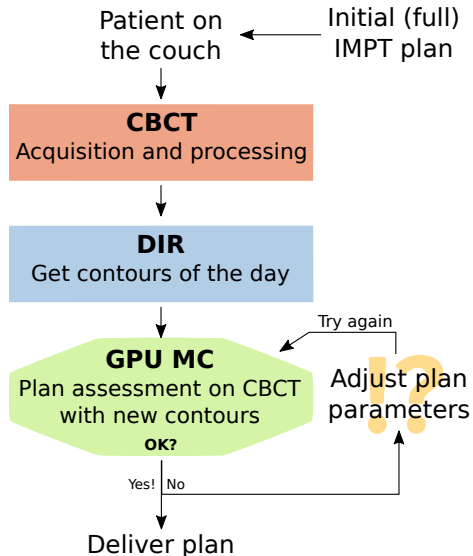 Patient on
the couch
Initial (full)
IMPT plan
CBCT
Acquisition and processing
DIR
Get contours of the day
Try again
GPU MC
Plan assessment on CBCT
with new contours
OK?
!?
Adjust plan
parameters
Yes!
No
Deliver plan